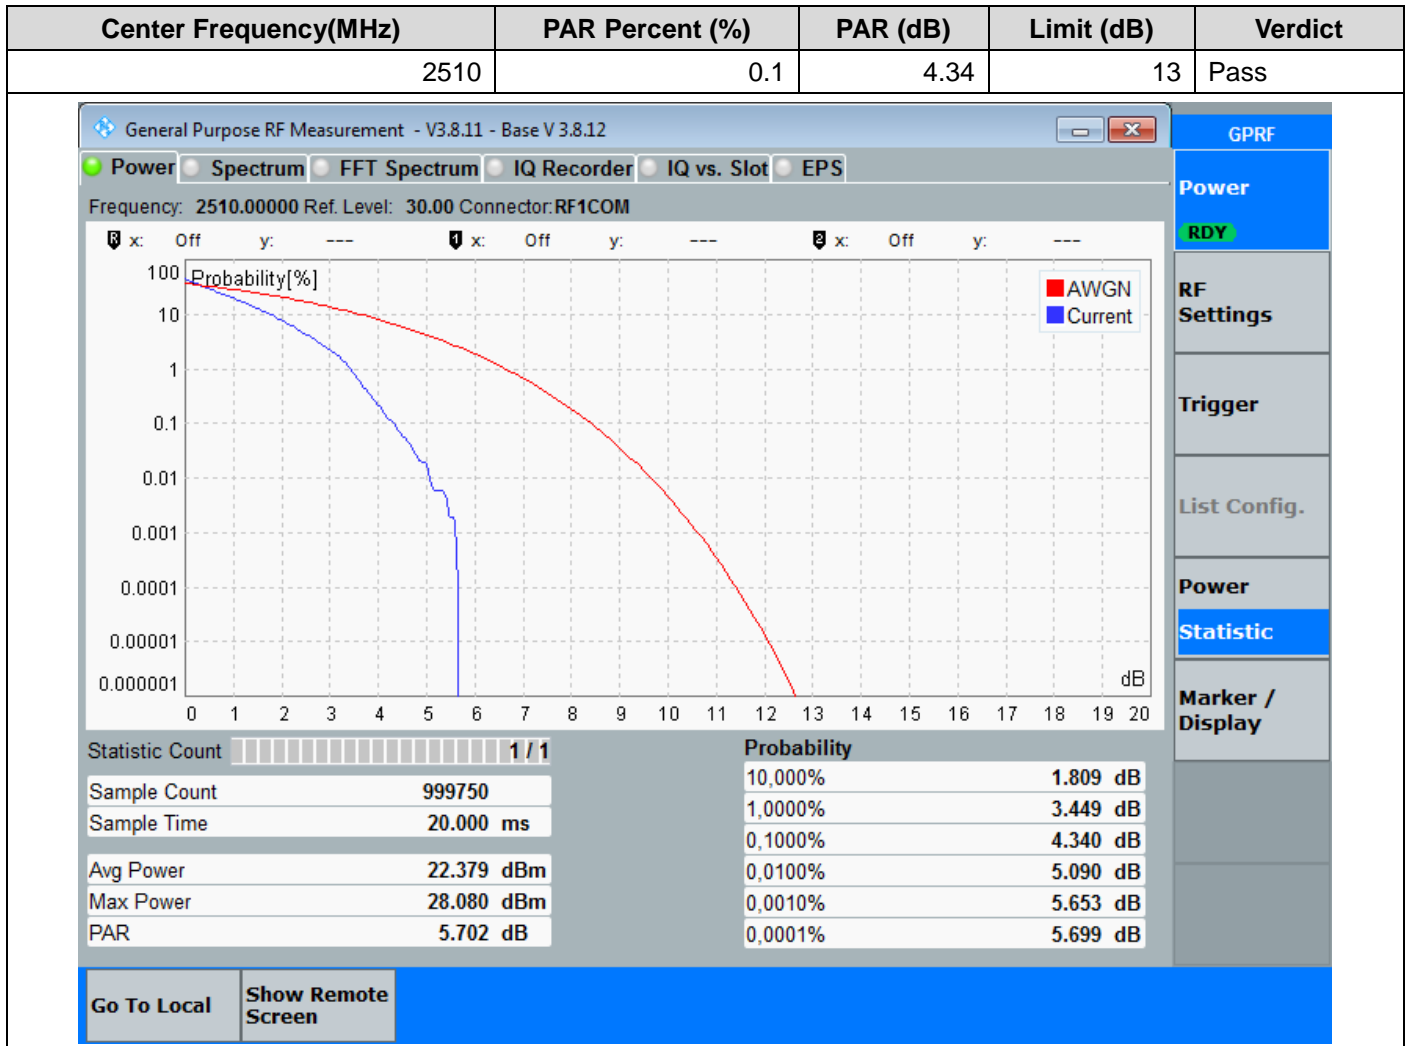 Center Frequency(MHz) PAR Percent (%) PAR (dB) Limit (dB) Verdict
2510 0.1 4.34 13 Pass
General Purpose RF Measurement - V3.8.11 - Base V 3.8.12
GPRF
Power Spectrum FFT Spectrum IQ Recorder IQ vs. Slot EPS
Power
RDY
Frequency: 2510.00000 Ref. Level: 30.00 Connector:RF1COM
R x: Off y: --- 1 x: Off y: --- 2 x: Off y: ---
Probability[%]
100
10
1
0.1
0.01
0.001
0.0001
0.00001
0.000001
AWGN
Current
dB
0 1 2 3 4 5 6 7 8 9 10 11 12 13 14 15 16 17 18 19 20
RF
Settings
Trigger
List Config.
Power
Statistic
Marker /
Display
Statistic Count 1 / 1
Sample Count 999750
Sample Time 20.000 ms
Avg Power 22.379 dBm
Max Power 28.080 dBm
PAR 5.702 dB
Probability
10,000% 1.809 dB
1,0000% 3.449 dB
0,1000% 4.340 dB
0,0100% 5.090 dB
0,0010% 5.653 dB
0,0001% 5.699 dB
Go To Local
Show Remote
Screen